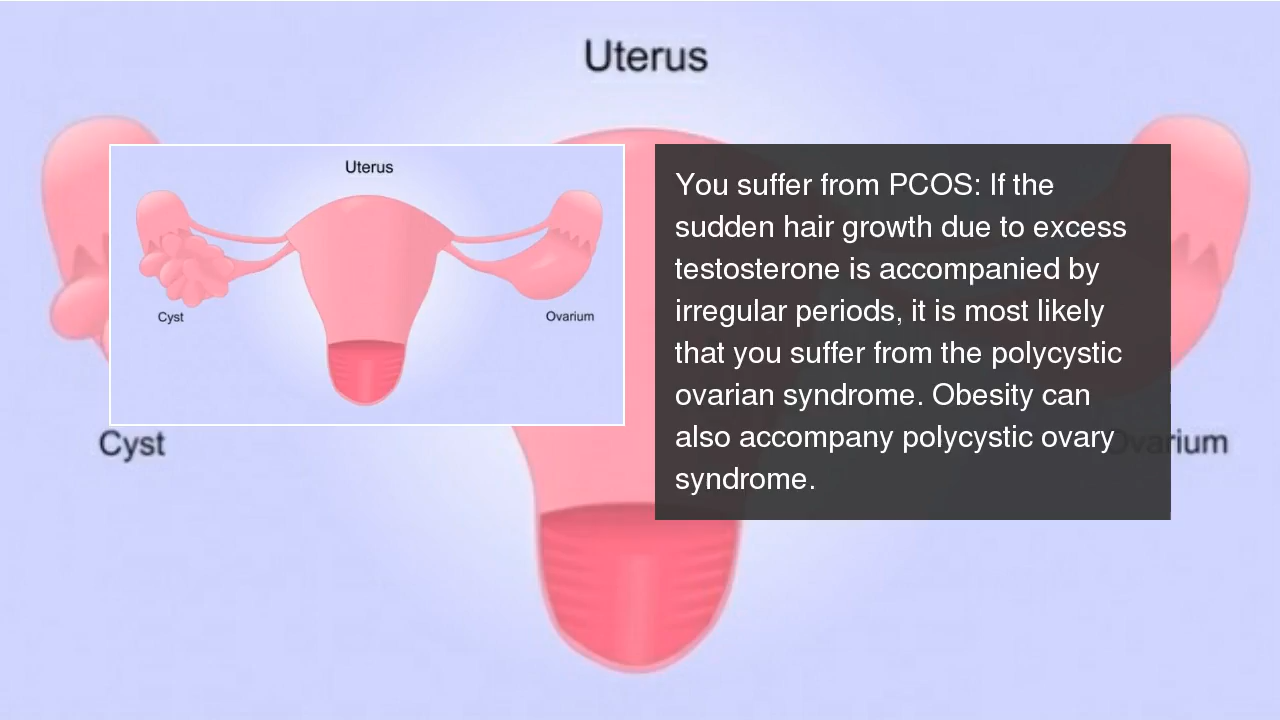 Uterus
Uterus
Cyst
Ovarium
You suffer from PCOS: If the
sudden hair growth due to excess
testosterone is accompanied by
irregular periods, it is most likely
that you suffer from the polycystic
ovarian syndrome. Obesity can
also accompany polycystic ovary
syndrome.
Cyst
Ovarium